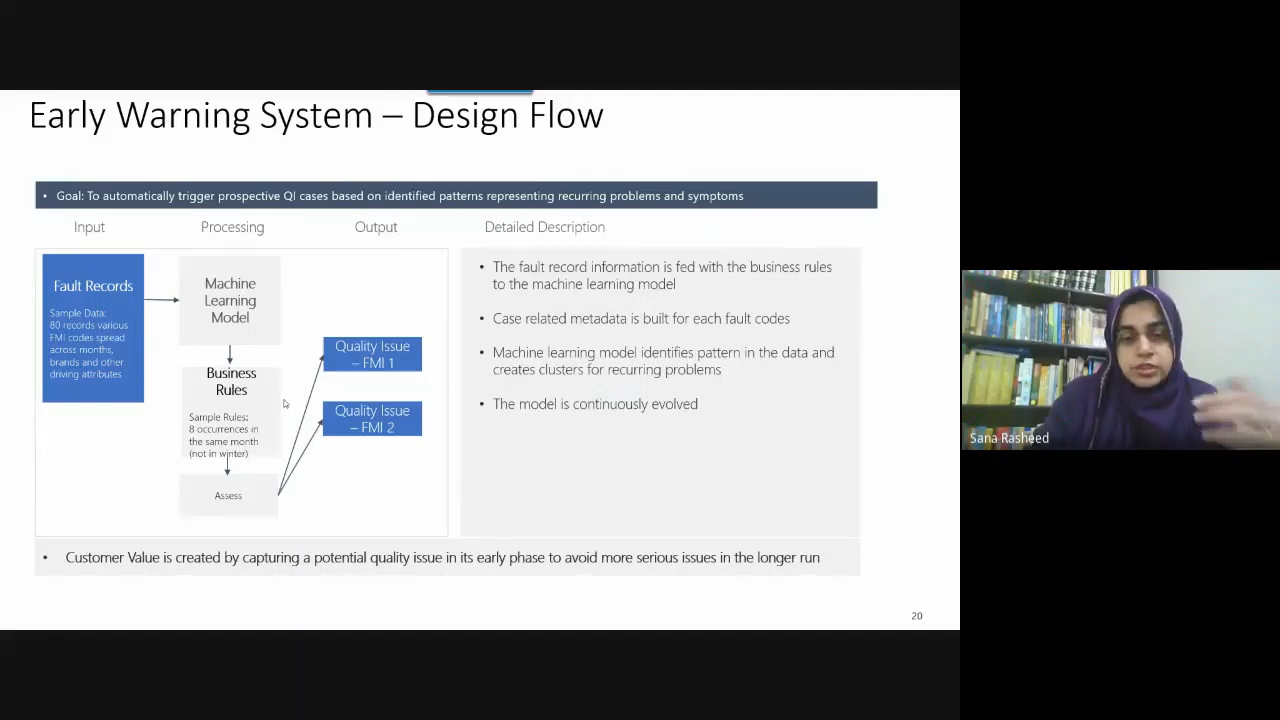 Early Warning System – Design Flow
• Goal: To automatically trigger prospective QI cases based on identified patterns representing recurring problems and symptoms
Input
Processing
Output
Detailed Description
Fault Records
Sample Data:
80 records various
FMI codes spread
across months,
brands and other
driving attributes
Machine
Learning
Model
Business
Rules
Sample Rules:
8 occurrences in
the same month
(not in winter)
Assess
Quality Issue
– FMI 1
Quality Issue
– FMI 2
• The fault record information is fed with the business rules
to the machine learning model
• Case related metadata is built for each fault codes
• Machine learning model identifies pattern in the data and
creates clusters for recurring problems
• The model is continuously evolved
• Customer Value is created by capturing a potential quality issue in its early phase to avoid more serious issues in the longer run
20
Sana Rasheed